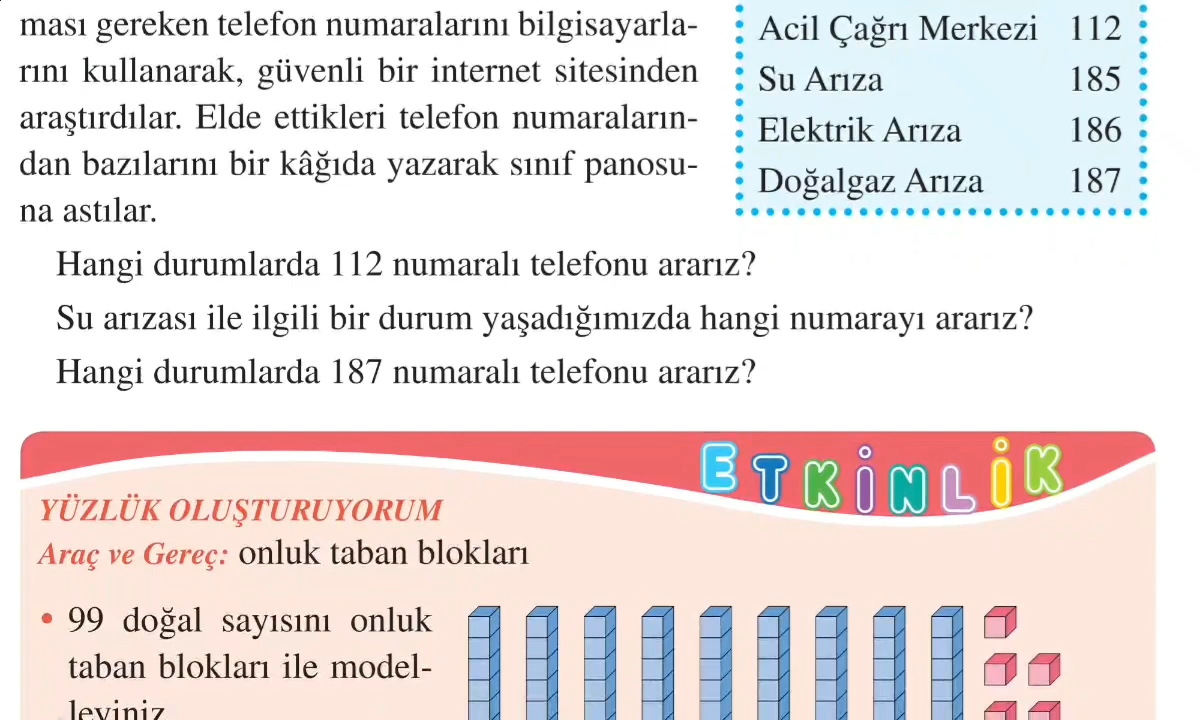 ması gereken telefon numaralarını bilgisayarla-
rını kullanarak, güvenli bir internet sitesinden
araştırdılar. Elde ettikleri telefon numaraların-
dan bazılarını bir kâğıda yazarak sınıf panosu-
na astılar.
Acil Çağrı Merkezi 112
Su Arıza 185
Elektrik Arıza 186
Doğalgaz Arıza 187
Hangi durumlarda 112 numaralı telefonu ararız?
Su arızası ile ilgili bir durum yaşadığımızda hangi numarayı ararız?
Hangi durumlarda 187 numaralı telefonu ararız?
ETKİNLİK
YÜZLÜK OLUŞTURUYORUM
Araç ve Gereç: onluk taban blokları
• 99 doğal sayısını onluk
taban blokları ile model-
leyiniz